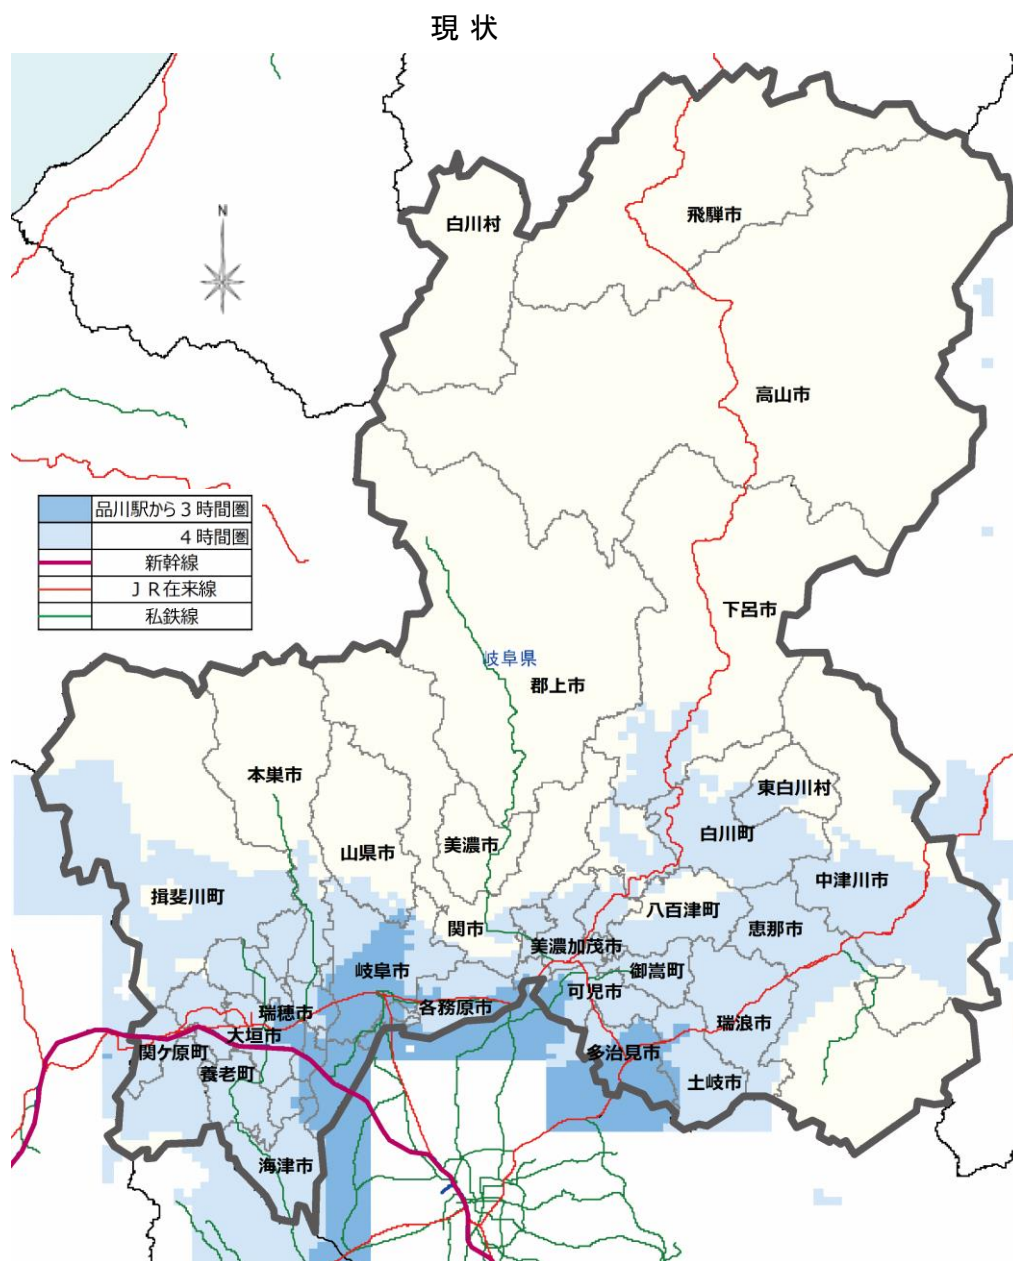 現 状
N
白川村
飛騨市
高山市
品川駅から3時間圏
4時間圏
新幹線
JR在来線
私鉄線
下呂市
岐阜県
郡上市
本巣市
東白川村
白川町
山県市
美濃市
中津川市
揖斐川町
八百津町
関市
恵那市
美濃加茂市
岐阜市
御嵩町
可児市
各務原市
瑞穂市
瑞浪市
大垣市
関ケ原町
多治見市
養老町
土岐市
海津市